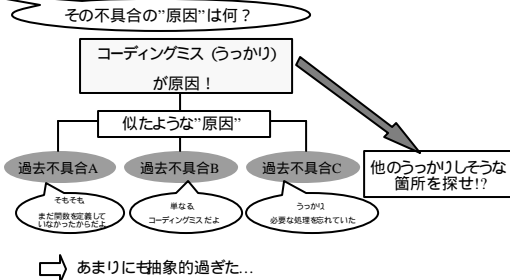 その不具合の”原因”は何？
コーディングミス（うっかり）
が原因！
似たような”原因”
過去不具合A
過去不具合B
過去不具合C
他のうっかりしそうな
箇所を探せ!?
そもそも
まだ関数を定義して
いなかったからだよ
単なる
コーディングミスだよ
うっかり
必要な処理を忘れていた
あまりにも抽象的過ぎた…